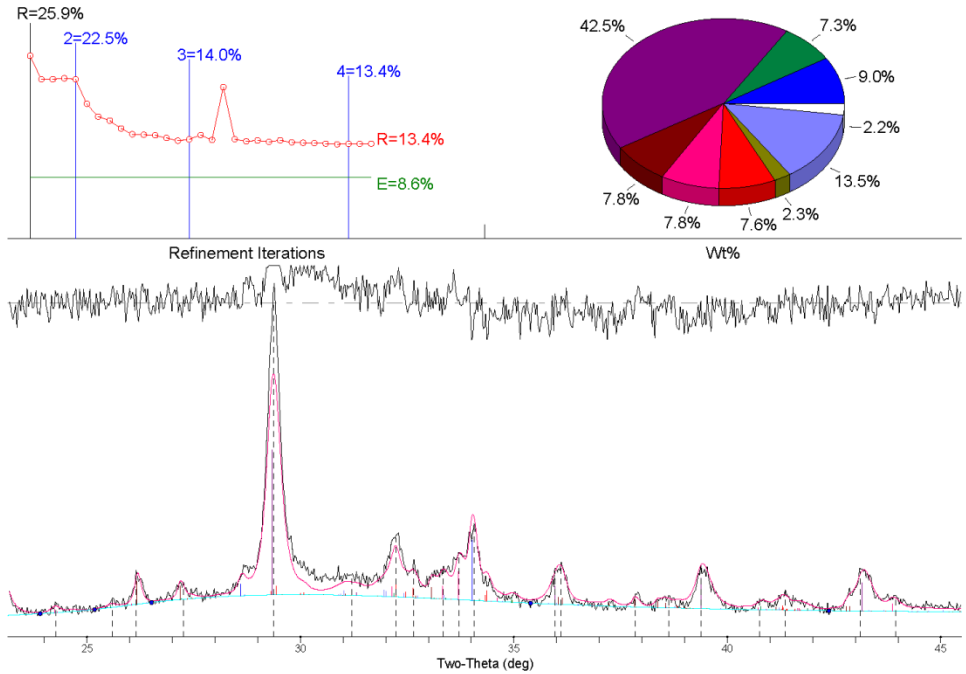 R=25.9%
2=22.5%
3=14.0%
4=13.4%
R=13.4%
E=8.6%
42.5%
7.3%
9.0%
2.2%
13.5%
2.3%
7.6%
7.8%
7.8%
Refinement Iterations
Wt%
25
30
35
40
45
Two-Theta (deg)